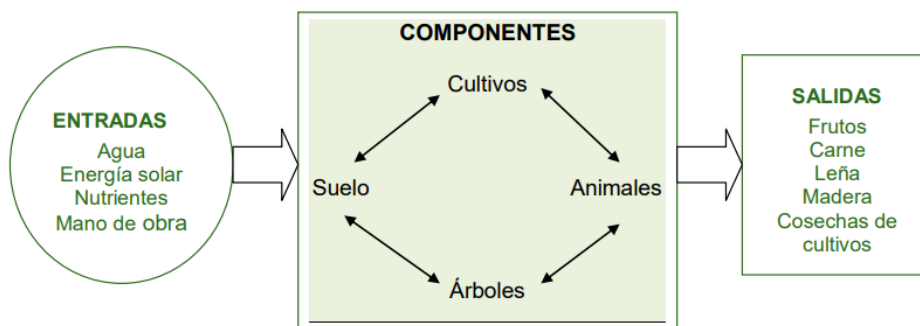 ENTRADAS
Agua
Energía solar
Nutrientes
Mano de obra
COMPONENTES
Cultivos
Suelo
Animales
Árboles
SALIDAS
Frutos
Carne
Leña
Madera
Cosechas de
cultivos